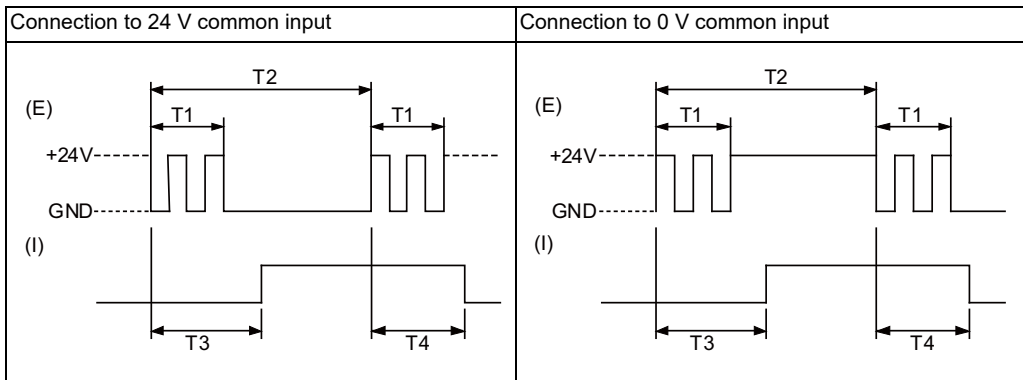 Connection to 24 V common input
T2
(E)
T1
T1
+24V
GND
(I)
T3
T4
Connection to 0 V common input
T2
(E)
T1
T1
+24V
GND
(I)
T3
T4